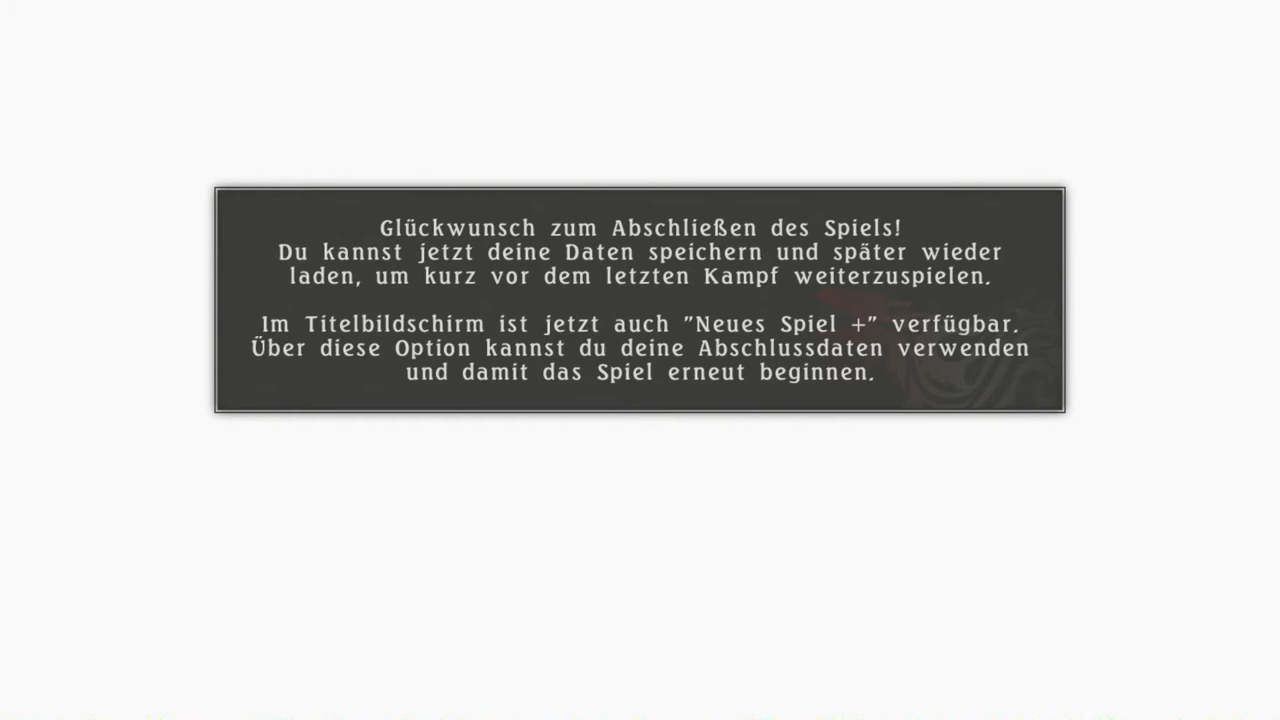 Glückwunsch zum Abschließen des Spiels!
Du kannst jetzt deine Daten speichern und später wieder
laden, um kurz vor dem letzten Kampf weiterzuspielen.
Im Titelbildschirm ist jetzt auch "Neues Spiel +" verfügbar.
Über diese Option kannst du deine Abschlussdaten verwenden
und damit das Spiel erneut beginnen.